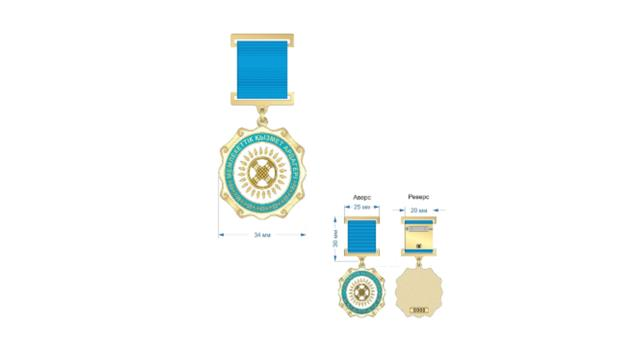 МЕМЛЕКЕТТІК ҚЫЗМЕТ АРДАГЕРІ
34 мм
Аверс
Реверс
25 мм
20 мм
30 мм